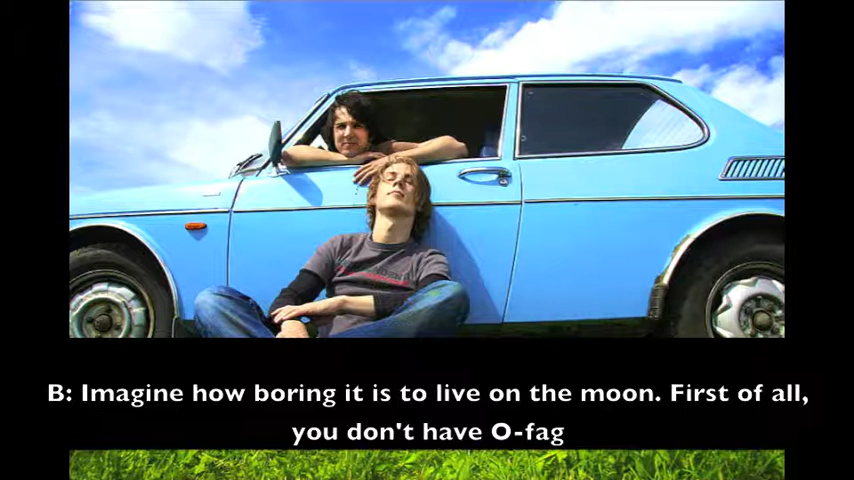 B: Imagine how boring it is to live on the moon. First of all,
you don't have O-fag